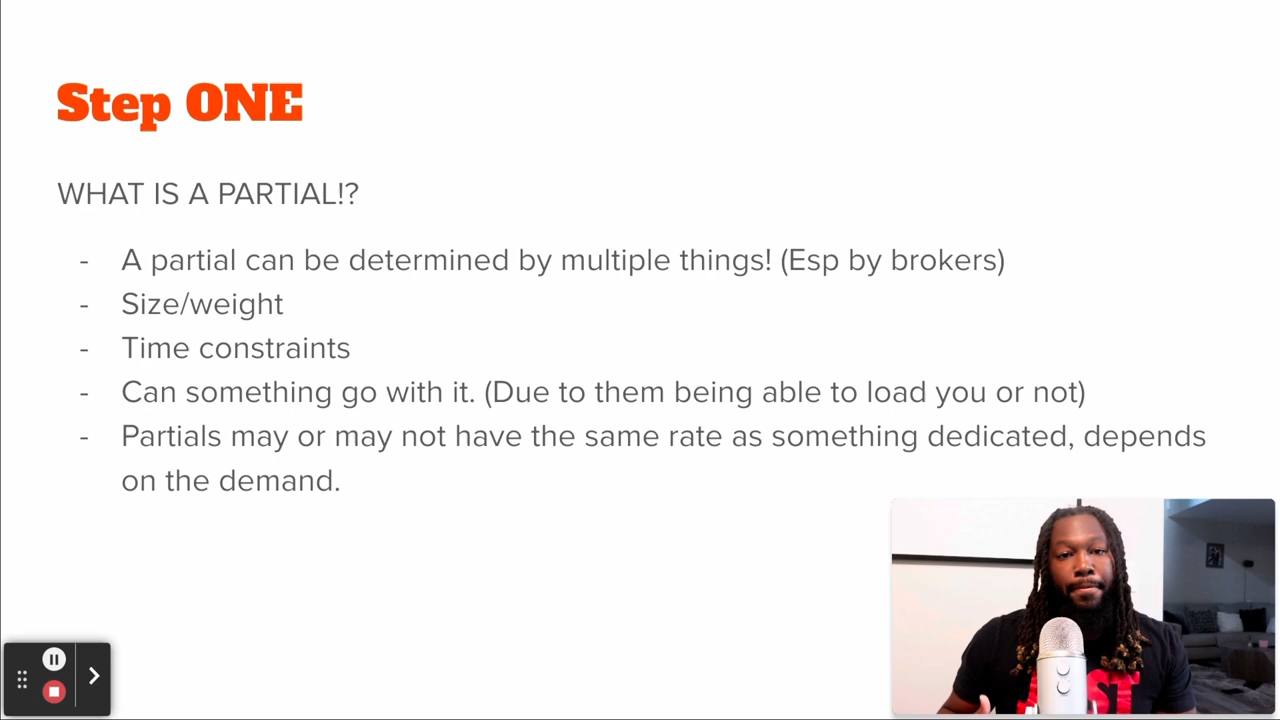 Step ONE
WHAT IS A PARTIAL!?
- A partial can be determined by multiple things! (Esp by brokers)
- Size/weight
- Time constraints
- Can something go with it. (Due to them being able to load you or not)
- Partials may or may not have the same rate as something dedicated, depends
on the demand.